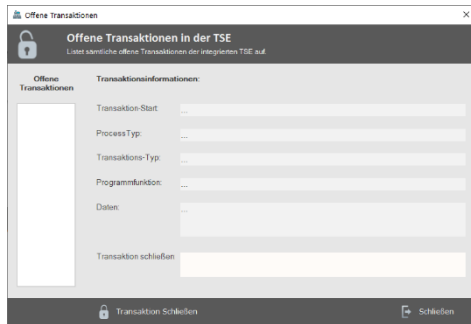 Offene Transaktionen
Offene Transaktionen in der TSE
Listet sämtliche offene Transaktionen der integrierten TSE auf.
Offene
Transaktionen
Transaktionsinformationen:
Transaktion-Start
...
ProcessTyp:
...
Transaktions-Typ:
...
Programmfunktion:
...
Daten:
...
Transaktion schließen
Transaktion Schließen
Schließen